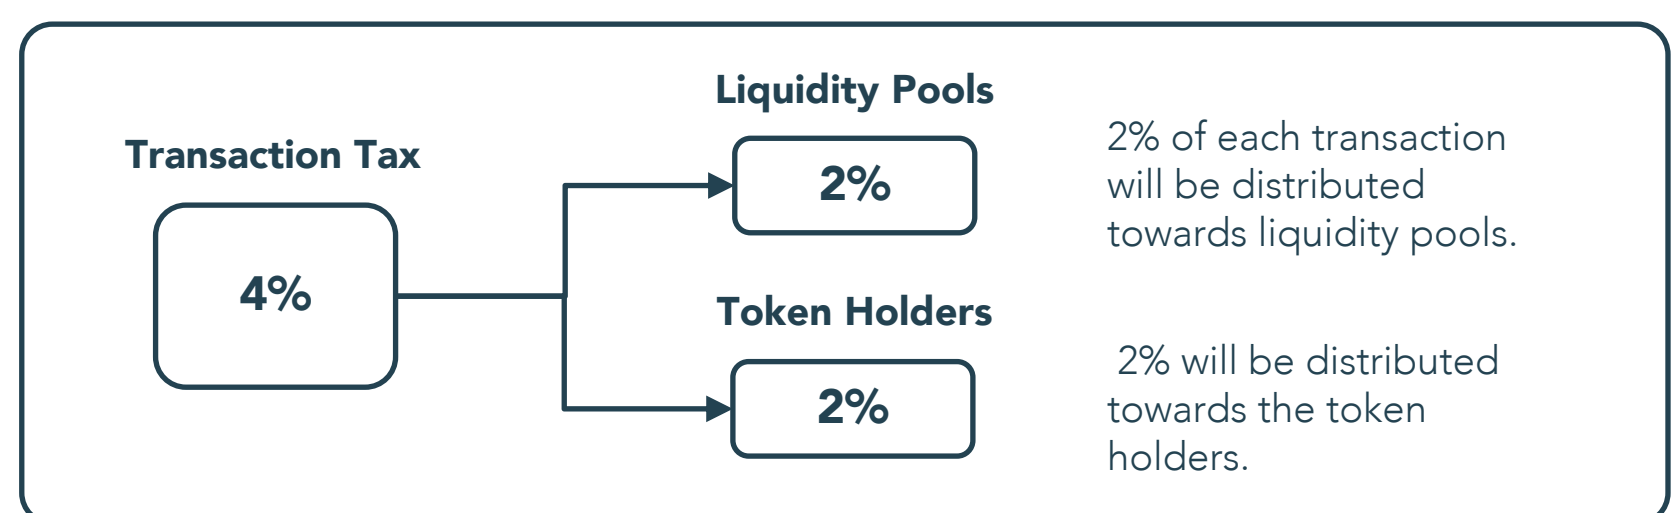 Transaction Tax
4%
Liquidity Pools
2%
2% of each transaction
will be distributed
towards liquidity pools.
Token Holders
2%
2% will be distributed
towards the token
holders.